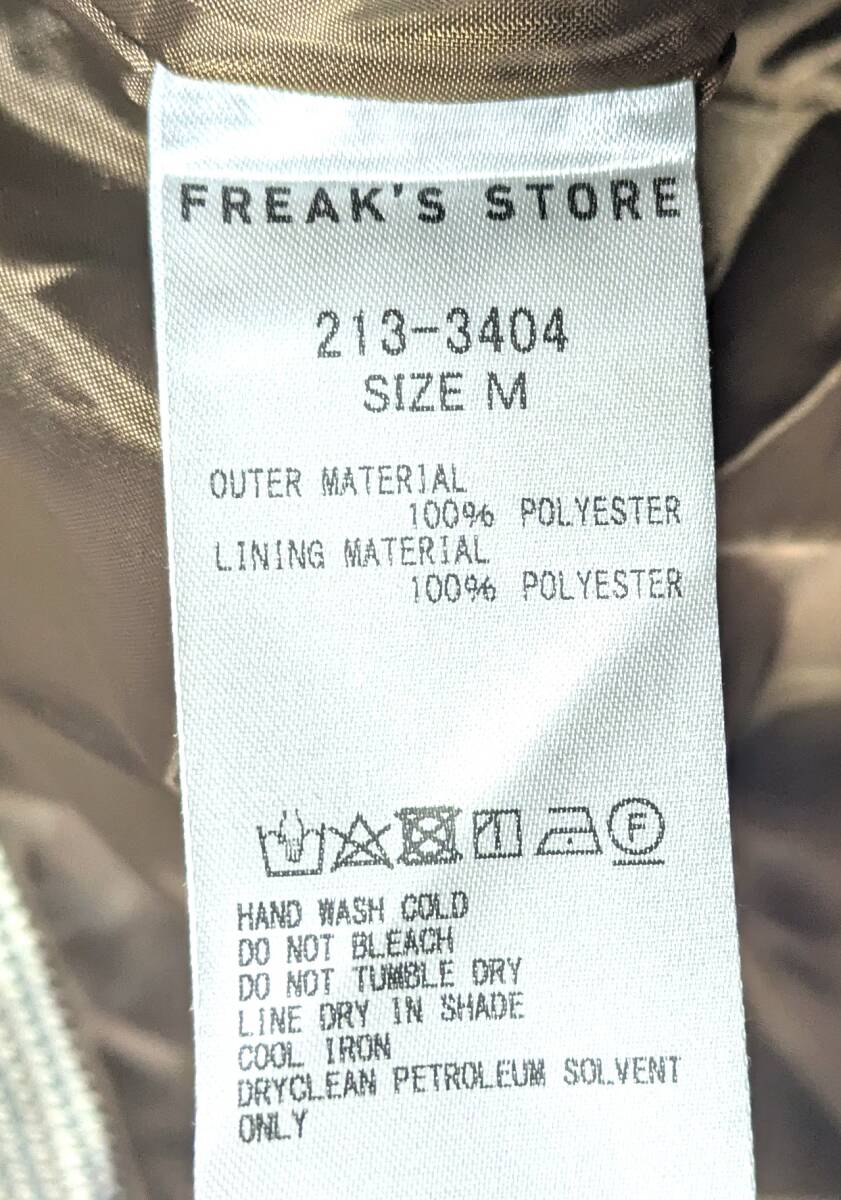 FREAK'S STORE
213-3404
SIZE M
OUTER MATERIAL
100% POLYESTER
LINING MATERIAL
100% POLYESTER
F
HAND WASH COLD
DO NOT BLEACH
DO NOT TUMBLE DRY
LINE DRY IN SHADE
COOL IRON
DRYCLEAN PETROLEUM SOLVENT
ONLY